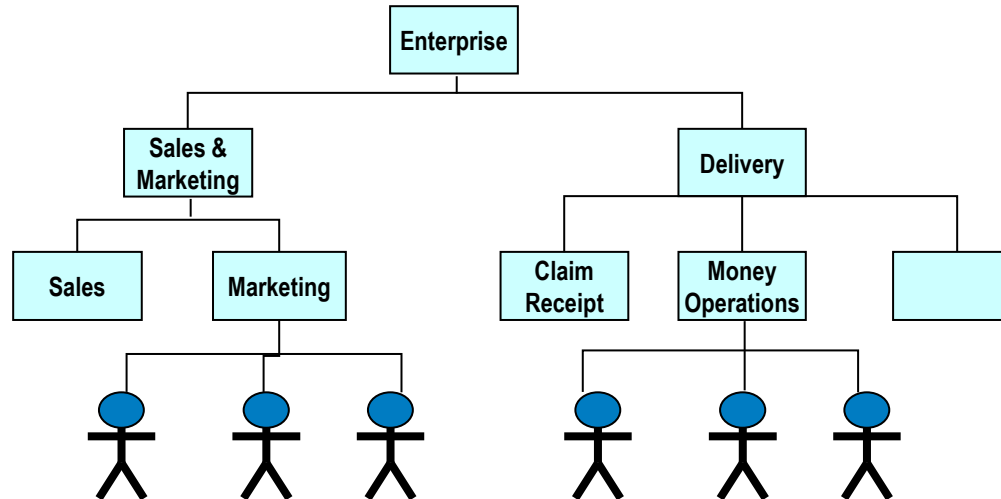 Enterprise
Sales &
Marketing
Delivery
Sales
Marketing
Claim
Receipt
Money
Operations